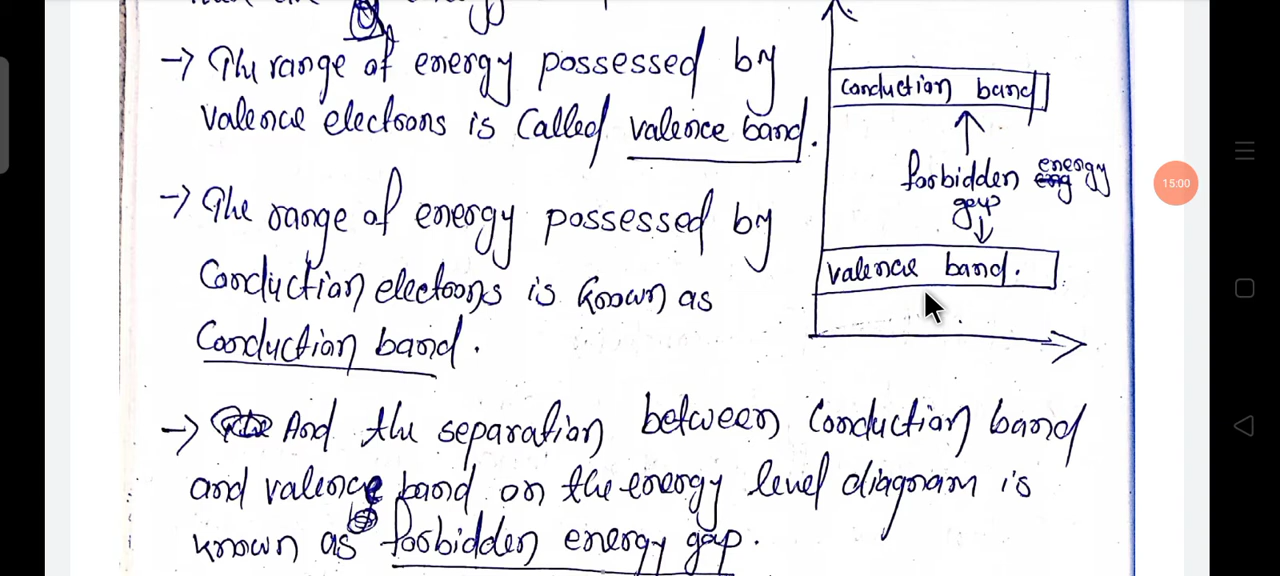 → The range of energy possessed by
valence electrons is called valence band.
→ The range of energy possessed by
Conduction electrons is known as
Conduction band.
→ And the separation between Conduction band
and valence band on the energy level diagram is
known as forbidden energy gap.
conduction band
forbidden energy
gap
valence band.
15:00